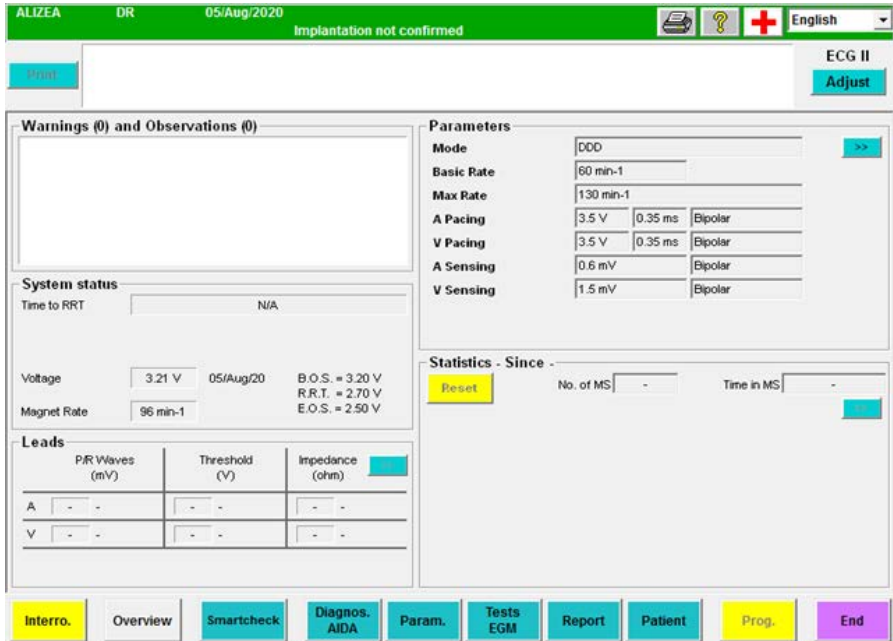 ALIZEA DR 05/Aug/2020
Implantation not confirmed
English
Print
ECG II
Adjust
Warnings (0) and Observations (0)
System status
Time to RRT N/A
Voltage 3.21 V 05/Aug/20 B.O.S. = 3.20 V
R.R.T. = 2.70 V
Magnet Rate 96 min-1 E.O.S. = 2.50 V
Leads
P/R Waves (mV) Threshold (V) Impedance (ohm) >>
A - - - - - -
V - - - - - -
Parameters
Mode DDD >>
Basic Rate 60 min-1
Max Rate 130 min-1
A Pacing 3.5 V 0.35 ms Bipolar
V Pacing 3.5 V 0.35 ms Bipolar
A Sensing 0.6 mV Bipolar
V Sensing 1.5 mV Bipolar
Statistics - Since -
Reset No. of MS - Time in MS -
>>
Interro. Overview Smartcheck Diagnos. AIDA Param. Tests EGM Report Patient Prog. End